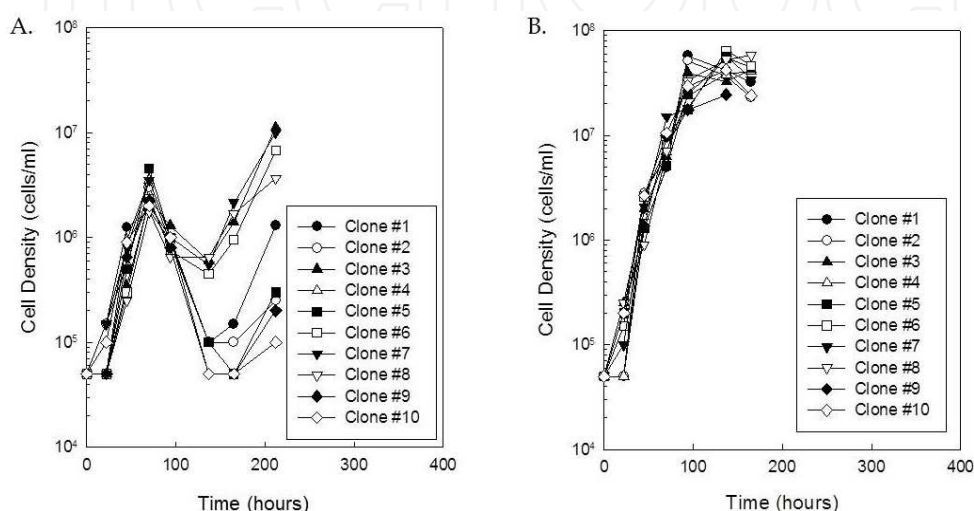 A.
Cell Density (cells/ml)
10⁸
10⁷
10⁶
10⁵
10⁴
Clone #1
Clone #2
Clone #3
Clone #4
Clone #5
Clone #6
Clone #7
Clone #8
Clone #9
Clone #10
0 100 200 300 400
Time (hours)
B.
Cell Density (cells/ml)
10⁸
10⁷
10⁶
10⁵
10⁴
Clone #1
Clone #2
Clone #3
Clone #4
Clone #5
Clone #6
Clone #7
Clone #8
Clone #9
Clone #10
0 100 200 300 400
Time (hours)